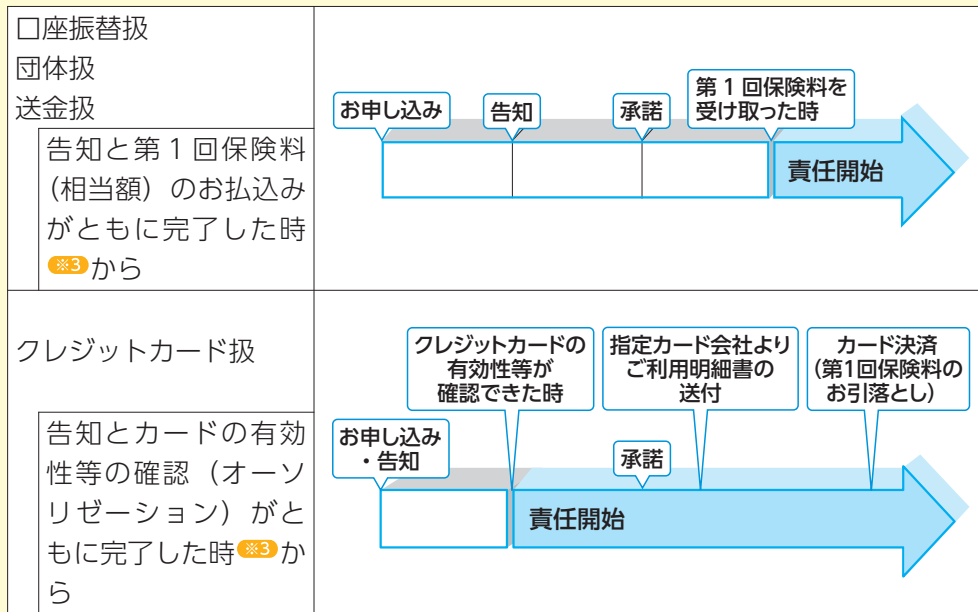 口座振替扱
団体扱
送金扱
告知と第１回保険料
（相当額）のお払込み
がともに完了した時
※3から
お申し込み
告知
承諾
第１回保険料を
受け取った時
責任開始
クレジットカード扱
告知とカードの有効
性等の確認（オーソ
リゼーション）がと
もに完了した時※3か
ら
お申し込み
・告知
クレジットカードの
有効性等が
確認できた時
承諾
指定カード会社より
ご利用明細書の
送付
カード決済
（第1回保険料の
お引落とし）
責任開始